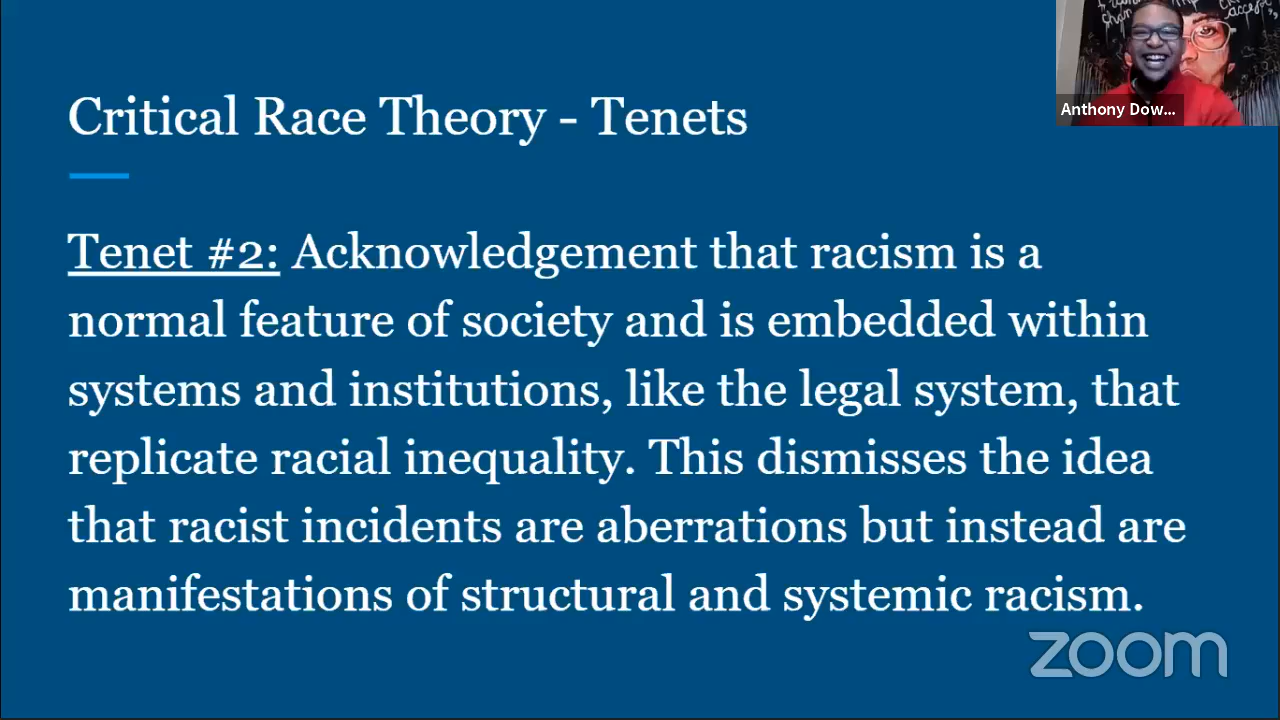 Critical Race Theory - Tenets
Tenet #2: Acknowledgement that racism is a
normal feature of society and is embedded within
systems and institutions, like the legal system, that
replicate racial inequality. This dismisses the idea
that racist incidents are aberrations but instead are
manifestations of structural and systemic racism.
Anthony Dow...
zoom